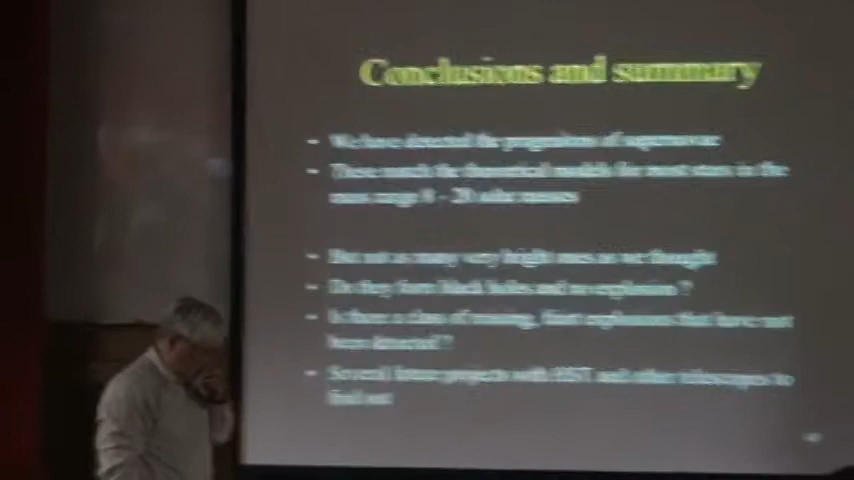 Conclusions and summary
- We have detected the progenitors of supernovae
- These match the theoretical models for most stars in the
mass range 8 - 20 solar masses
- But not as many very bright ones as we thought
- Do they form black holes and no explosion ?
- Is there a class of missing, faint explosions that have not
been detected ?
- Several future projects with HST and other telescopes to
find out